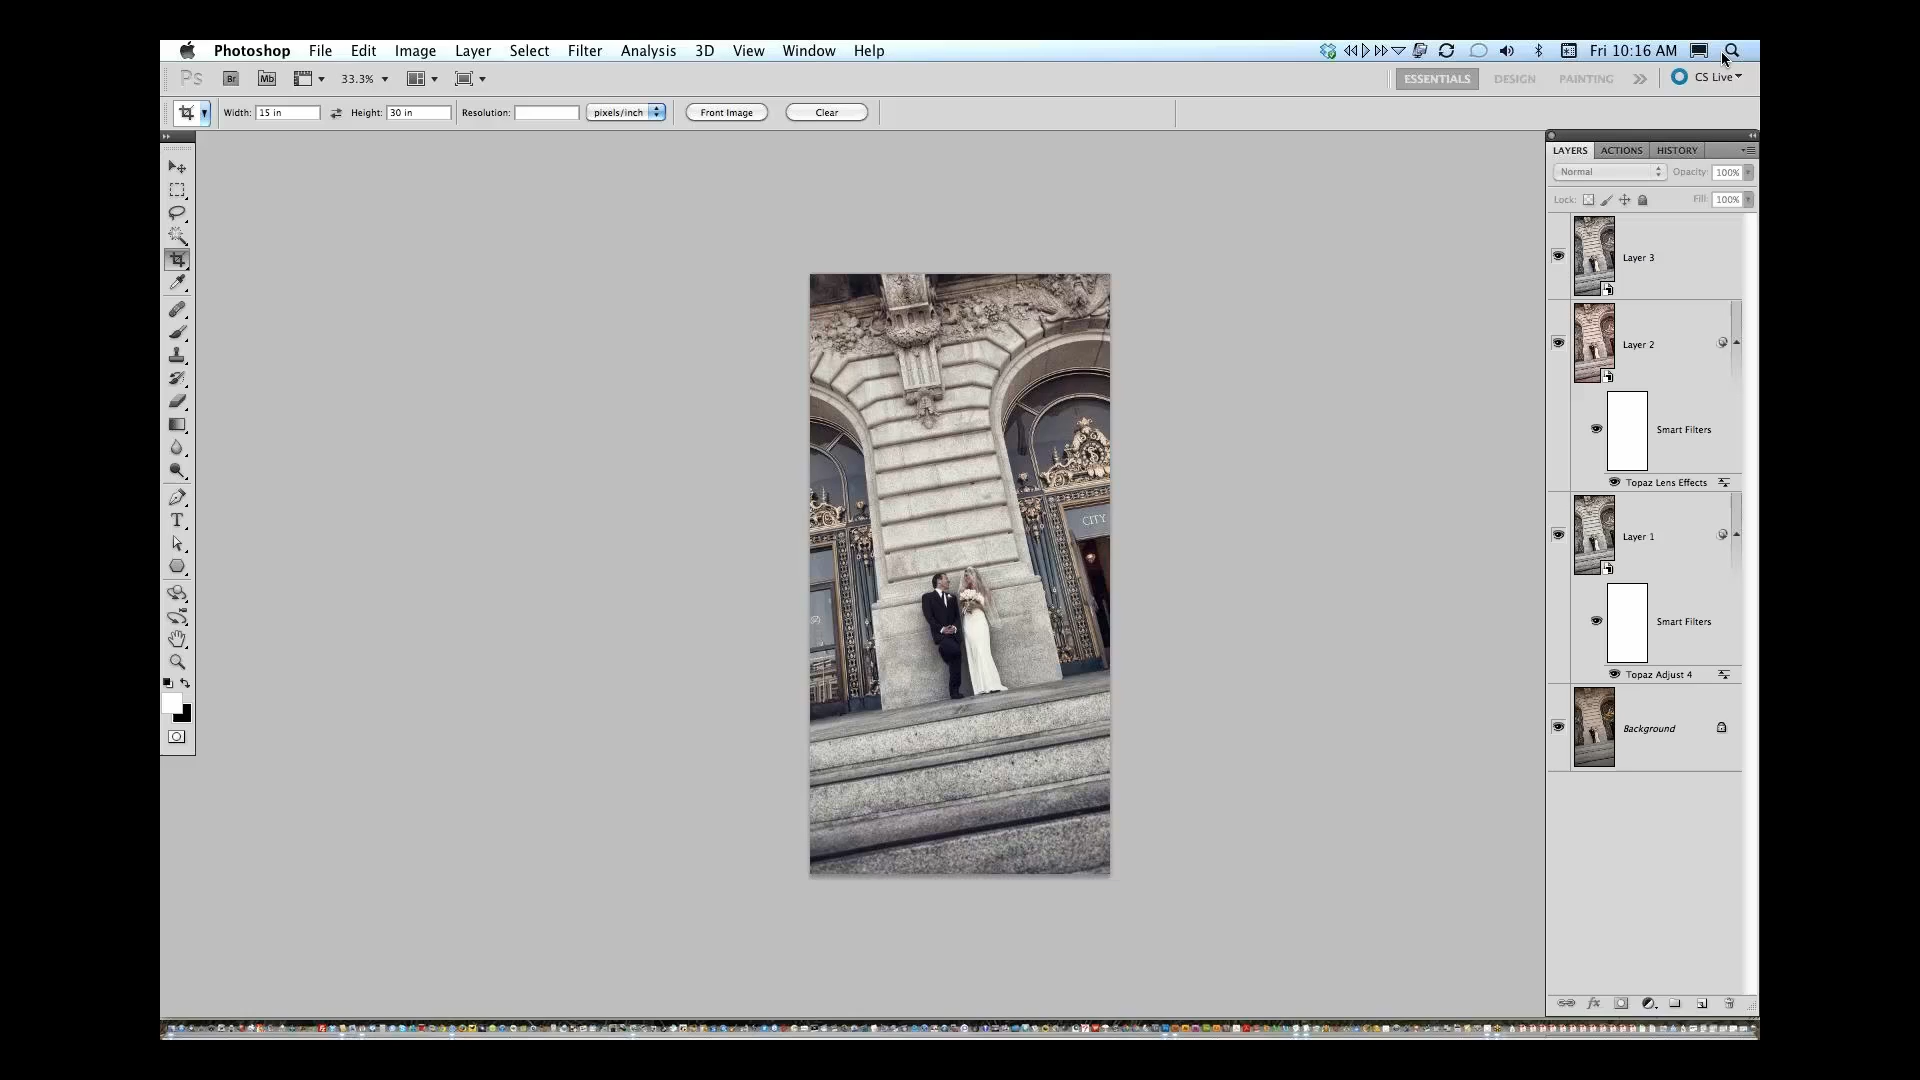 Photoshop File Edit Image Layer Select Filter Analysis 3D View Window Help Fri 10:16 AM
Ps Br Mb 33.3% ESSENTIALS DESIGN PAINTING CS Live
Width: 15 in Height: 30 in Resolution: pixels/inch Front Image Clear
LAYERS ACTIONS HISTORY
Normal Opacity: 100%
Lock: Fill: 100%
Layer 3
Layer 2
Smart Filters
Topaz Lens Effects
CITY
Layer 1
Smart Filters
Topaz Adjust 4
Background
fx
T